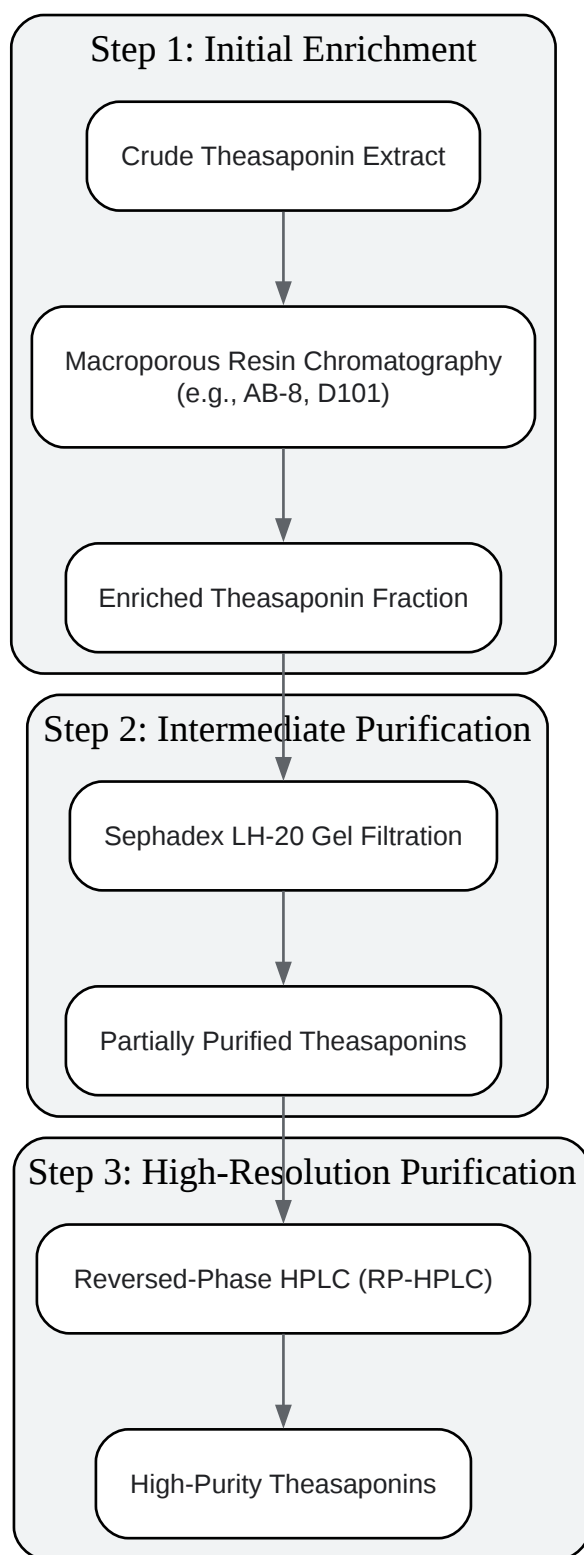 Step 1: Initial Enrichment
Crude Theasaponin Extract
Macroporous Resin Chromatography
(e.g., AB-8, D101)
Enriched Theasaponin Fraction
Step 2: Intermediate Purification
Sephadex LH-20 Gel Filtration
Partially Purified Theasaponins
Step 3: High-Resolution Purification
Reversed-Phase HPLC (RP-HPLC)
High-Purity Theasaponins